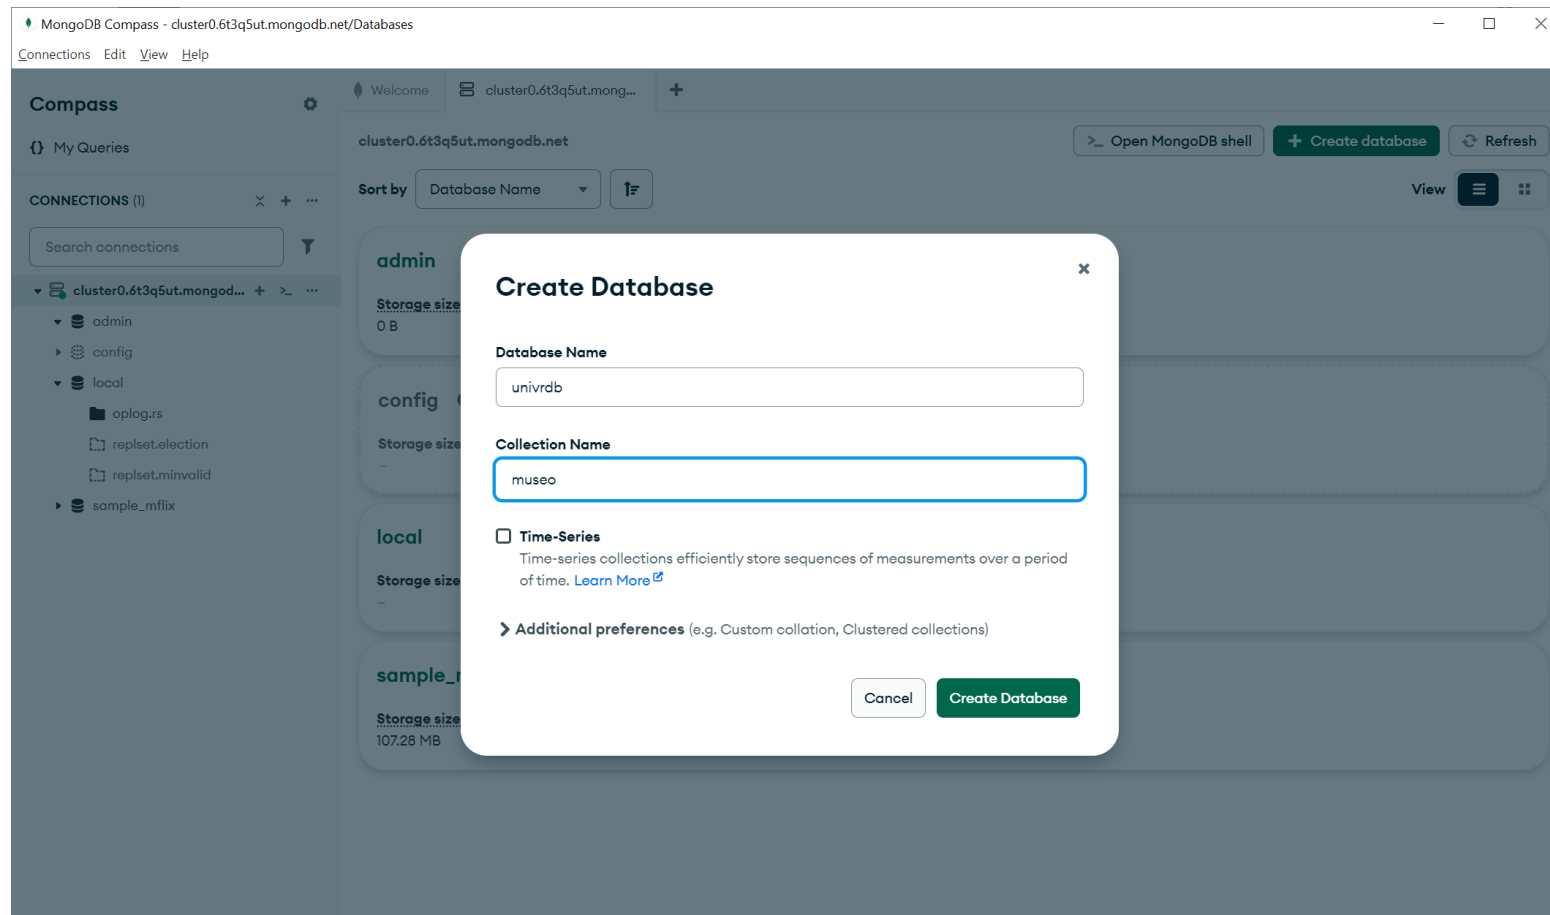 MongoDB Compass - cluster0.6t3q5ut.mongodb.net/Databases
Connections Edit View Help
Compass
{} My Queries
CONNECTIONS (1)
Search connections
cluster0.6t3q5ut.mongod...
admin
config
local
oplog.rs
replset.election
replset.minvalid
sample_mflix
Welcome
cluster0.6t3q5ut.mong...
cluster0.6t3q5ut.mongodb.net
>_ Open MongoDB shell
+ Create database
Refresh
Sort by
Database Name
View
admin
Storage size
0 B
config
Storage size
–
local
Storage size
–
sample_
Storage size
107.28 MB
Create Database
Database Name
univrdb
Collection Name
museo
Time-Series
Time-series collections efficiently store sequences of measurements over a period
of time. Learn More
Additional preferences (e.g. Custom collation, Clustered collections)
Cancel
Create Database